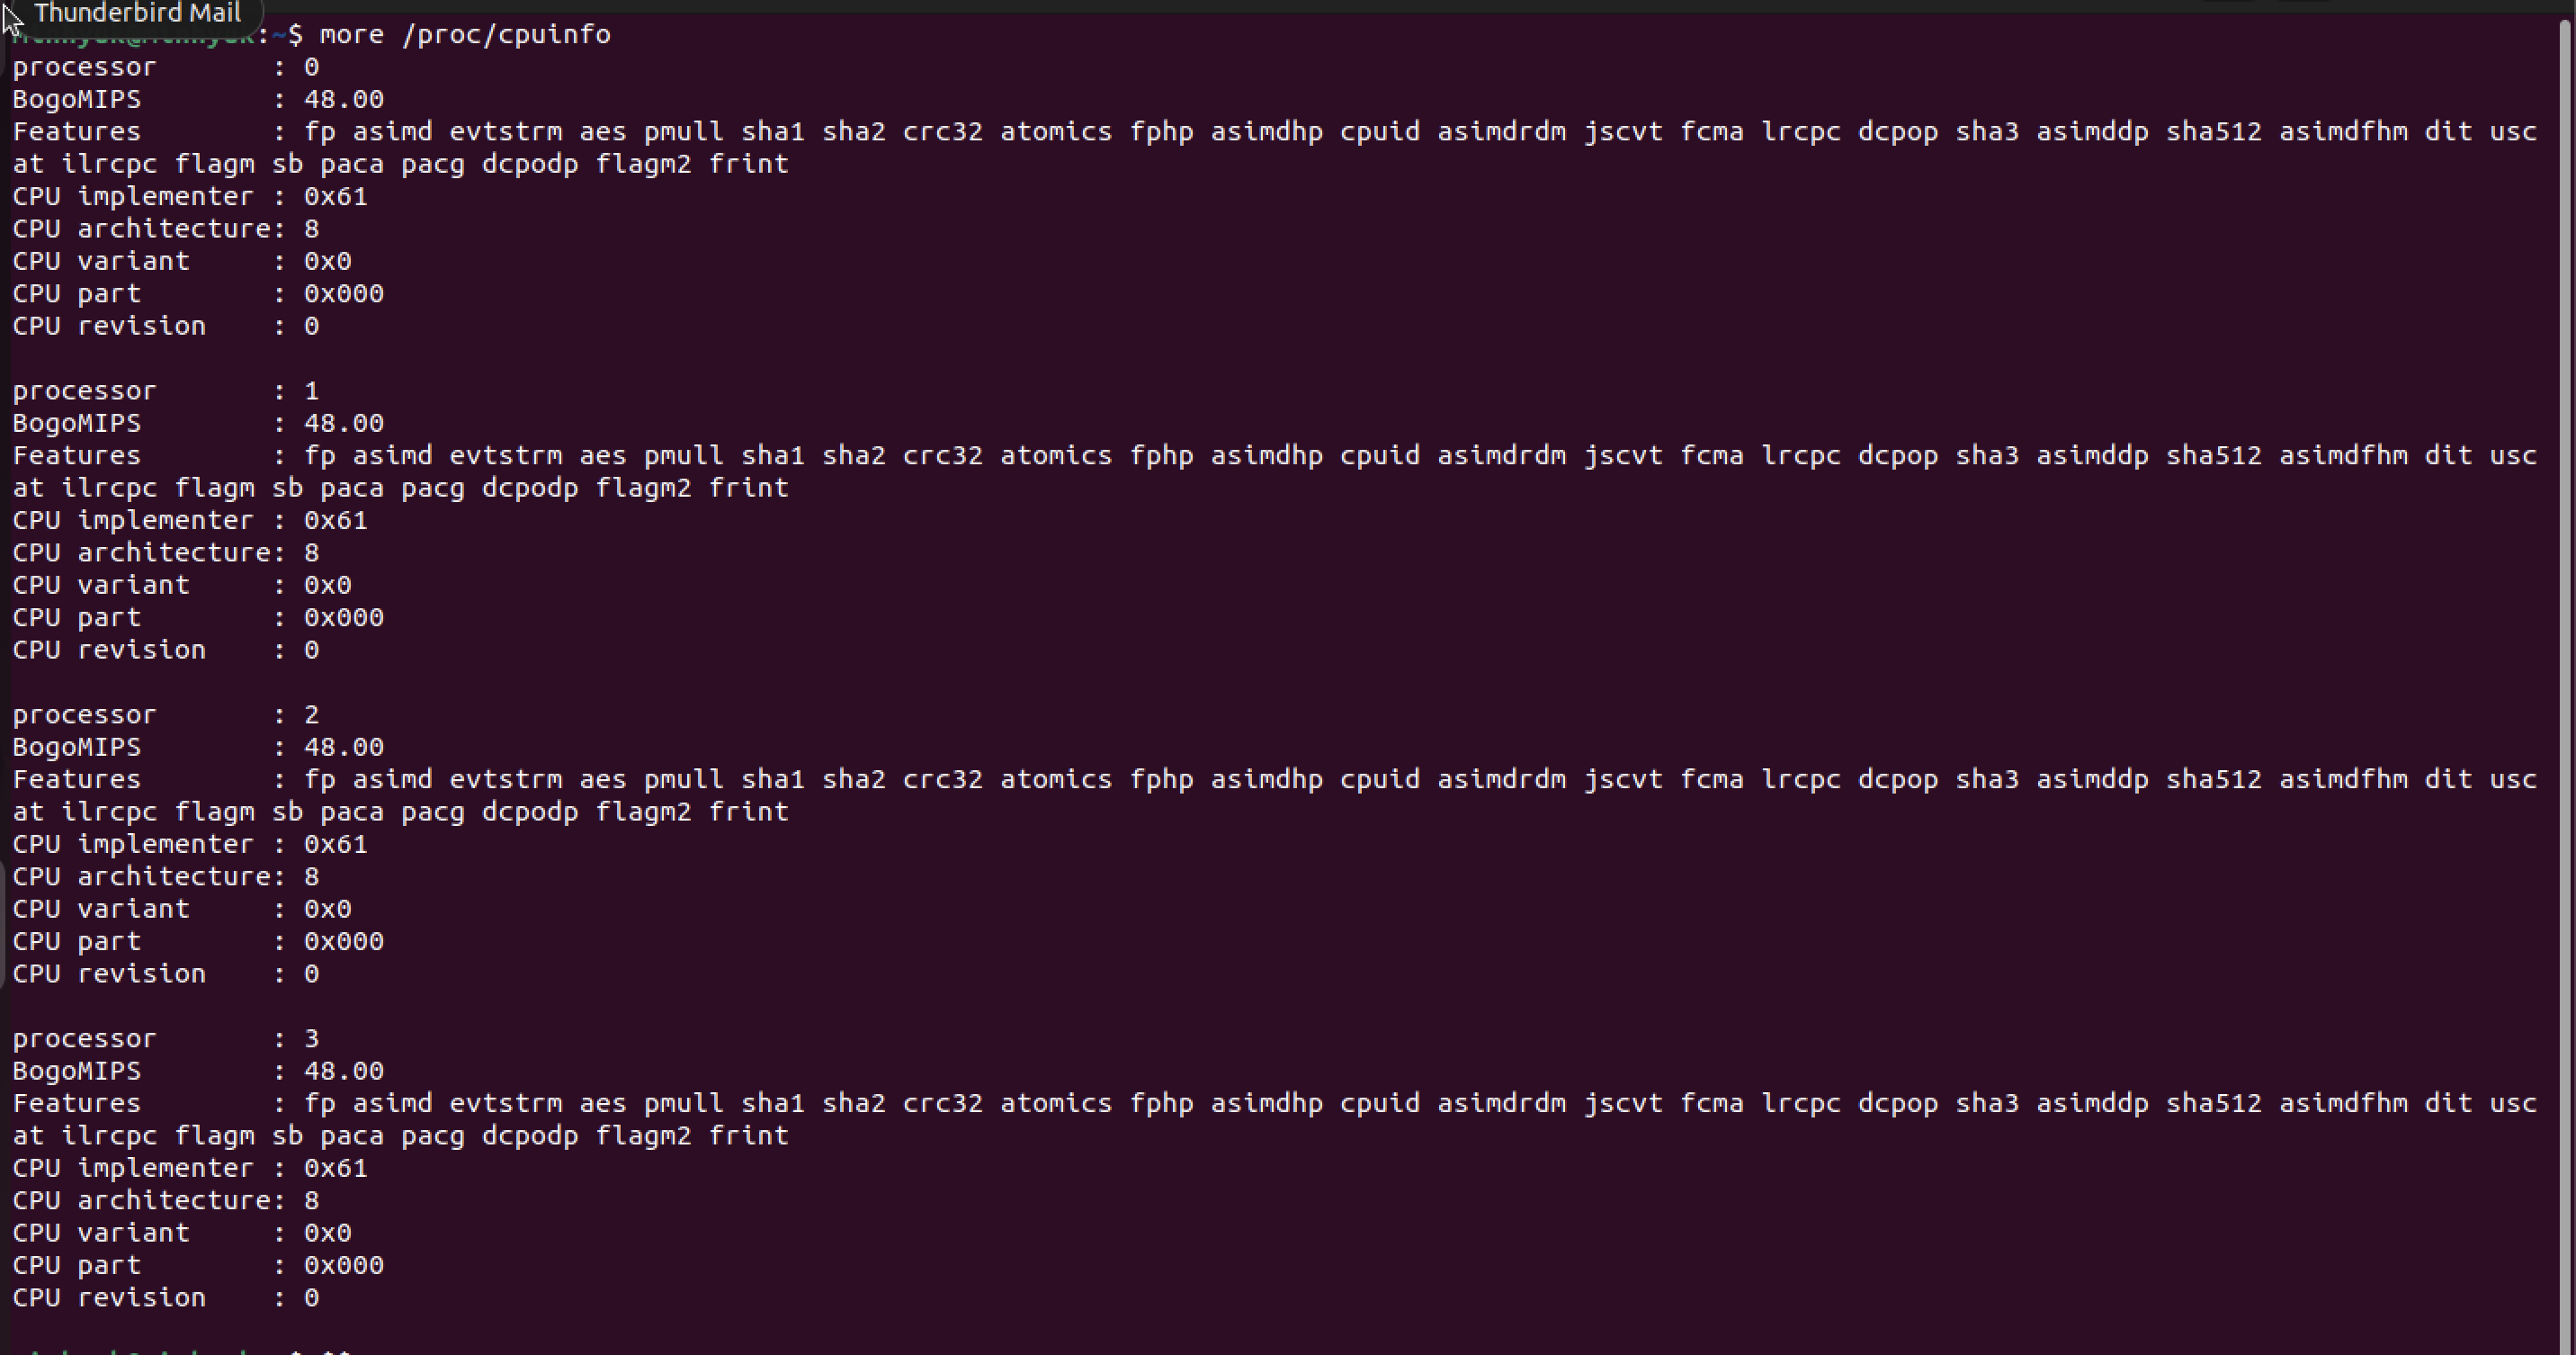 Thunderbird Mail
:~$ more /proc/cpuinfo
processor       : 0
BogoMIPS        : 48.00
Features        : fp asimd evtstrm aes pmull sha1 sha2 crc32 atomics fphp asimdhp cpuid asimdrdm jscvt fcma lrcpc dcpop sha3 asimddp sha512 asimdfhm dit usc
at ilrcpc flagm sb paca pacg dcpodp flagm2 frint
CPU implementer : 0x61
CPU architecture: 8
CPU variant     : 0x0
CPU part        : 0x000
CPU revision    : 0
processor       : 1
BogoMIPS        : 48.00
Features        : fp asimd evtstrm aes pmull sha1 sha2 crc32 atomics fphp asimdhp cpuid asimdrdm jscvt fcma lrcpc dcpop sha3 asimddp sha512 asimdfhm dit usc
at ilrcpc flagm sb paca pacg dcpodp flagm2 frint
CPU implementer : 0x61
CPU architecture: 8
CPU variant     : 0x0
CPU part        : 0x000
CPU revision    : 0
processor       : 2
BogoMIPS        : 48.00
Features        : fp asimd evtstrm aes pmull sha1 sha2 crc32 atomics fphp asimdhp cpuid asimdrdm jscvt fcma lrcpc dcpop sha3 asimddp sha512 asimdfhm dit usc
at ilrcpc flagm sb paca pacg dcpodp flagm2 frint
CPU implementer : 0x61
CPU architecture: 8
CPU variant     : 0x0
CPU part        : 0x000
CPU revision    : 0
processor       : 3
BogoMIPS        : 48.00
Features        : fp asimd evtstrm aes pmull sha1 sha2 crc32 atomics fphp asimdhp cpuid asimdrdm jscvt fcma lrcpc dcpop sha3 asimddp sha512 asimdfhm dit usc
at ilrcpc flagm sb paca pacg dcpodp flagm2 frint
CPU implementer : 0x61
CPU architecture: 8
CPU variant     : 0x0
CPU part        : 0x000
CPU revision    : 0